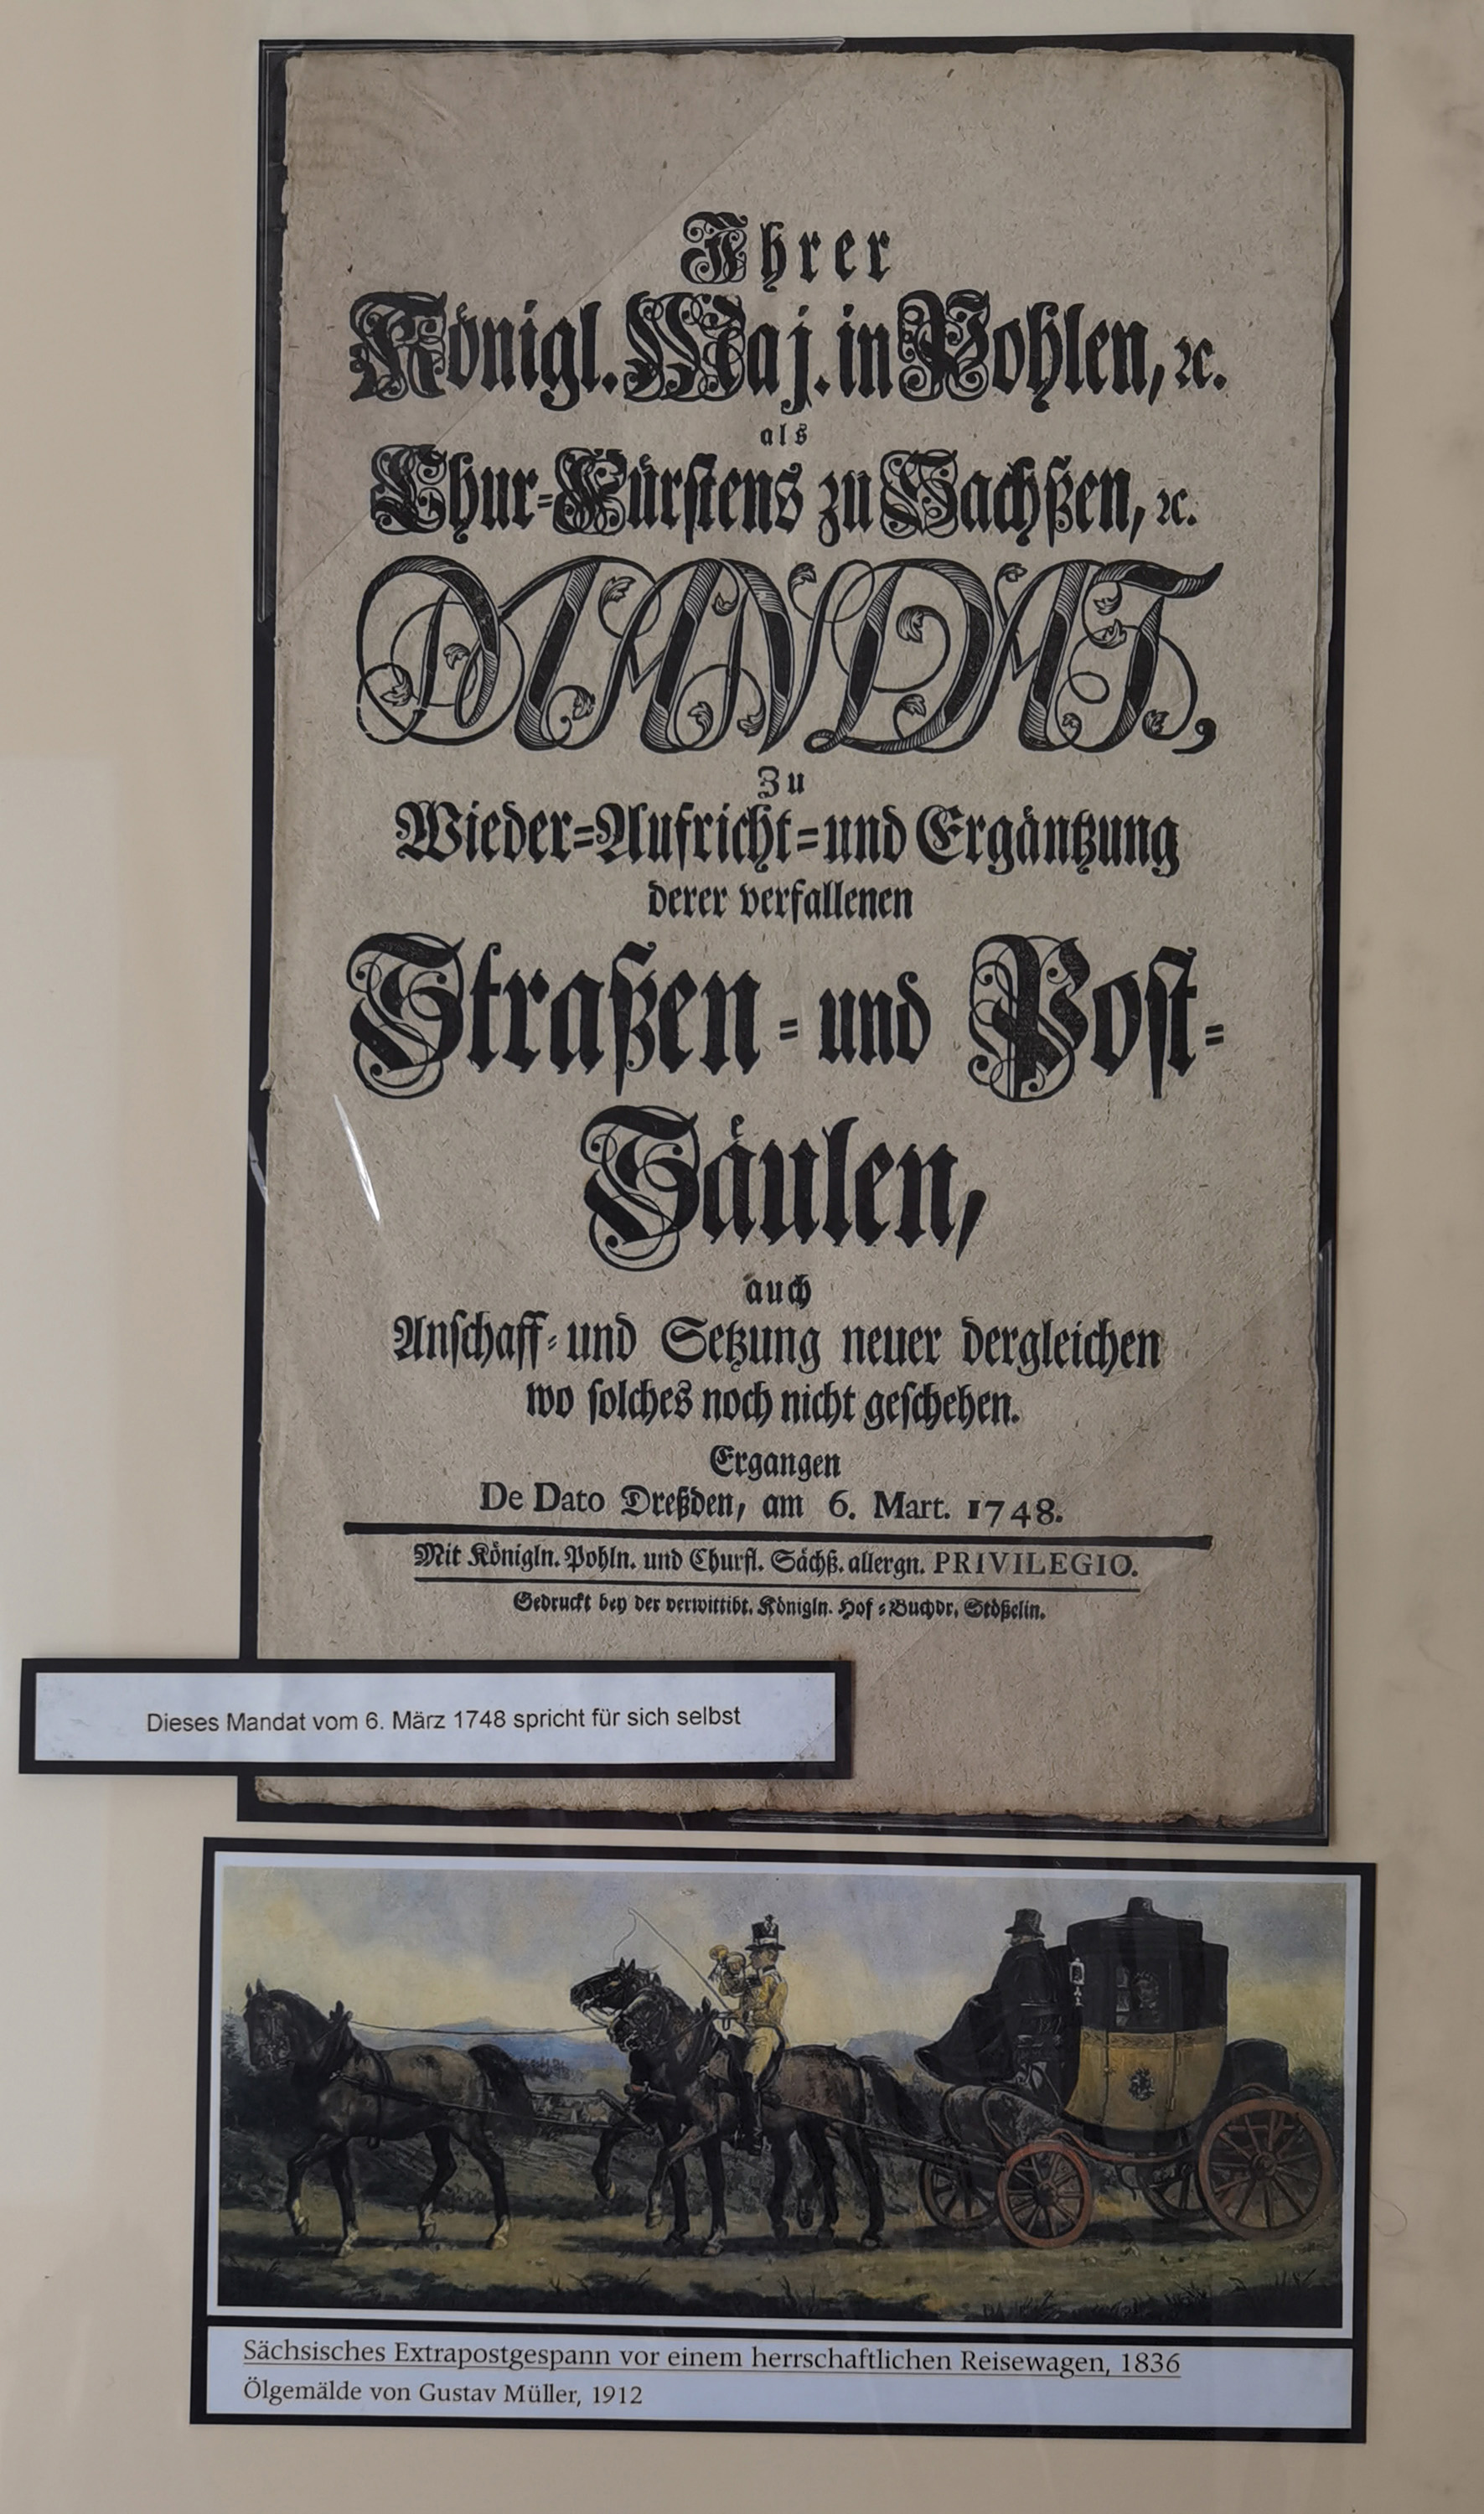 Ihrer
Königl. Maj. in Pohlen, ꝛc.
als
Chur-Fürstens zu Sachßen, ꝛc.
MANDAT,
Zu
Wieder-Aufricht- und Ergäntzung
derer verfallenen
Straßen- und Post-
Säulen,
auch
Anschaff- und Setzung neuer dergleichen
wo solches noch nicht geschehen.
Ergangen
De Dato Dreßden, am 6. Mart. 1748.
Mit Königln. Pohln. und Churfl. Sächß. allergn. PRIVILEGIO.
Gedruckt bey der verwittibt. Königln. Hof-Buchdr. Stößelin.
Dieses Mandat vom 6. März 1748 spricht für sich selbst
Sächsisches Extrapostgespann vor einem herrschaftlichen Reisewagen, 1836
Ölgemälde von Gustav Müller, 1912